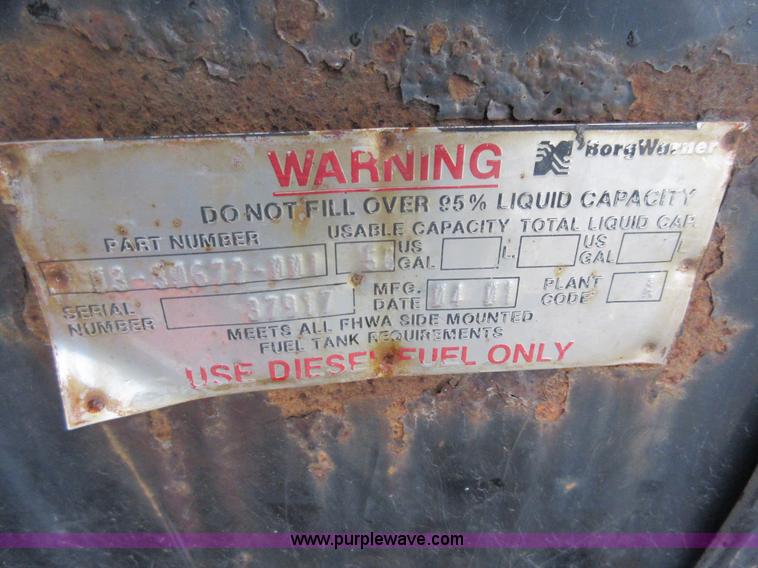 WARNING BorgWarner
DO NOT FILL OVER 95% LIQUID CAPACITY
PART NUMBER USABLE CAPACITY TOTAL LIQUID CAP.
US GAL L. US GAL L
SERIAL NUMBER 37917 MFG. DATE 04 01 PLANT CODE
MEETS ALL FHWA SIDE MOUNTED
FUEL TANK REQUIREMENTS
USE DIESEL FUEL ONLY
www.purplewave.com